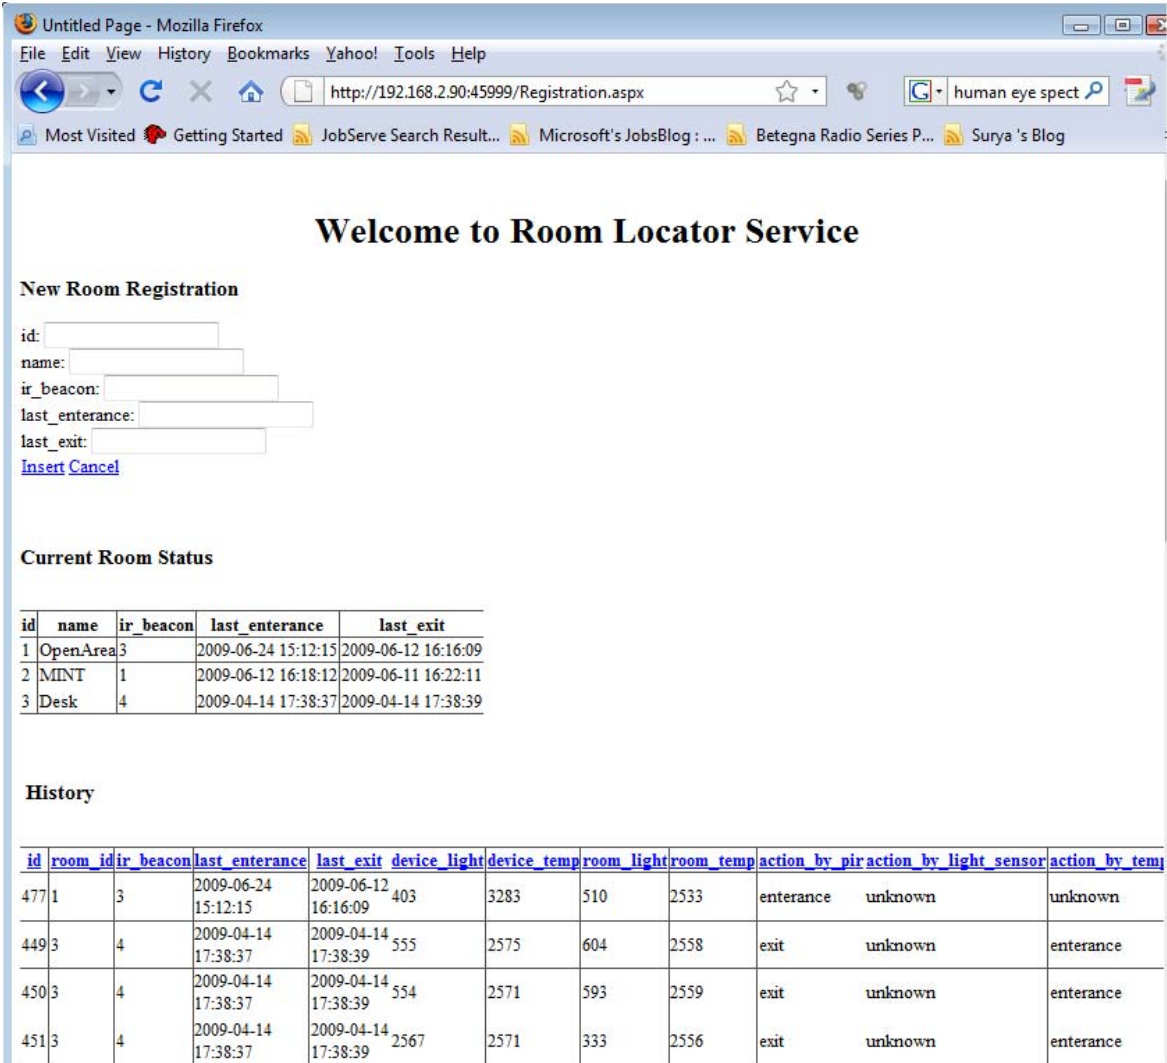 Untitled Page - Mozilla Firefox
File Edit View History Bookmarks Yahoo! Tools Help
http://192.168.2.90:45999/Registration.aspx
G human eye spect
Most Visited Getting Started JobServe Search Result... Microsoft's JobsBlog : ... Betegna Radio Series P... Surya 's Blog
Welcome to Room Locator Service
New Room Registration
id:
name:
ir_beacon:
last_enterance:
last_exit:
Insert Cancel
Current Room Status
id name ir_beacon last_enterance last_exit
1 OpenArea 3 2009-06-24 15:12:15 2009-06-12 16:16:09
2 MINT 1 2009-06-12 16:18:12 2009-06-11 16:22:11
3 Desk 4 2009-04-14 17:38:37 2009-04-14 17:38:39
History
id room_id ir_beacon last_enterance last_exit device_light device_temp room_light room_temp action_by_pir action_by_light_sensor action_by_temp
477 1 3 2009-06-24 15:12:15 2009-06-12 16:16:09 403 3283 510 2533 enterance unknown unknown
449 3 4 2009-04-14 17:38:37 2009-04-14 17:38:39 555 2575 604 2558 exit unknown enterance
450 3 4 2009-04-14 17:38:37 2009-04-14 17:38:39 554 2571 593 2559 exit unknown enterance
451 3 4 2009-04-14 17:38:37 2009-04-14 17:38:39 2567 2571 333 2556 exit unknown enterance